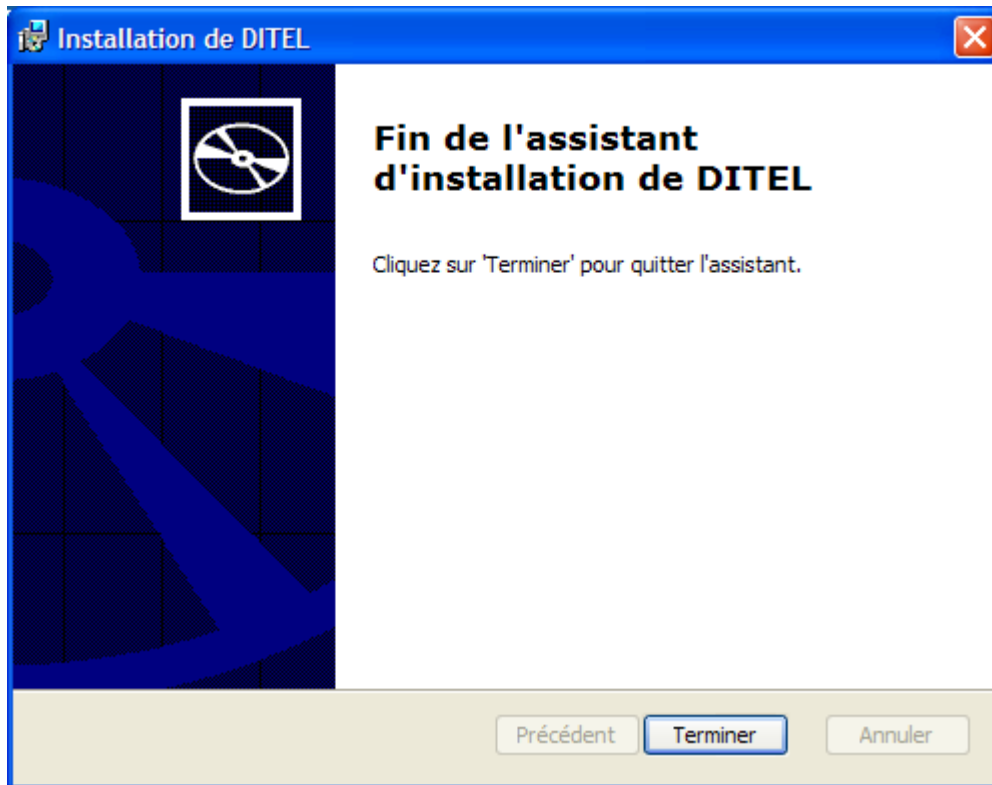 Installation de DITEL
Fin de l'assistant
d'installation de DITEL
Cliquez sur 'Terminer' pour quitter l'assistant.
Précédent Terminer Annuler